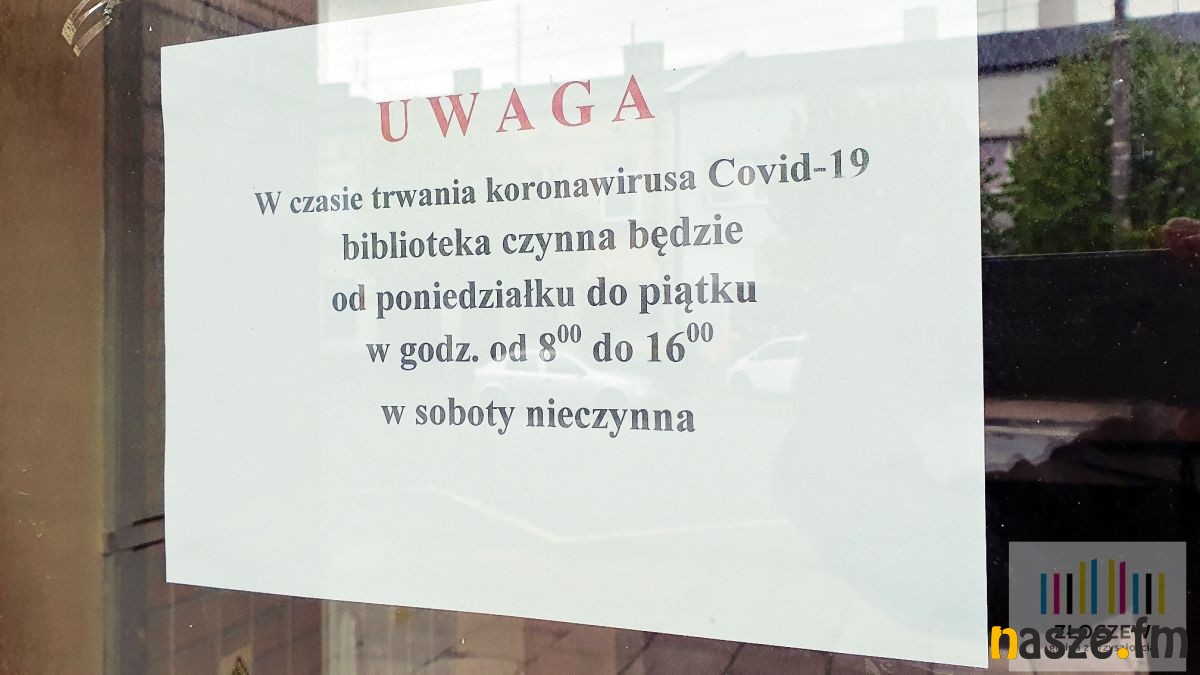 UWAGA
W czasie trwania koronawirusa Covid-19
biblioteka czynna będzie
od poniedziałku do piątku
w godz. od 8⁰⁰ do 16⁰⁰
w soboty nieczynna
ZŁOCZEW
nasze.fm